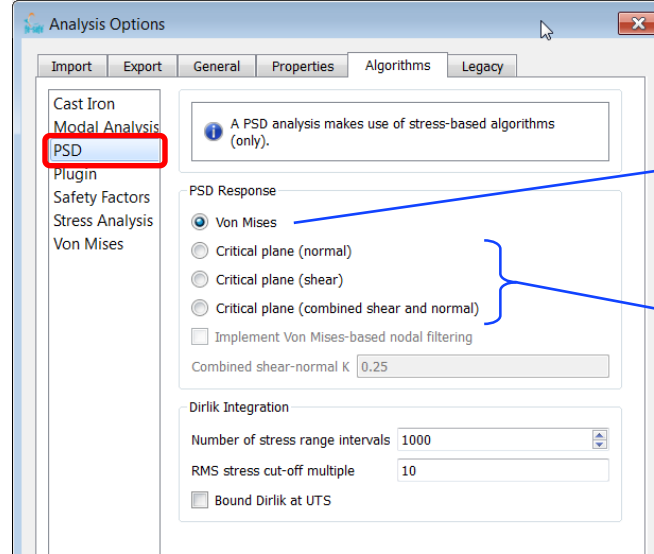 Analysis Options
Import Export General Properties Algorithms Legacy
Cast Iron
Modal Analysis
PSD
Plugin
Safety Factors
Stress Analysis
Von Mises
A PSD analysis makes use of stress-based algorithms
(only).
PSD Response
Von Mises
Critical plane (normal)
Critical plane (shear)
Critical plane (combined shear and normal)
Implement Von Mises-based nodal filtering
Combined shear-normal K 0.25
Dirlik Integration
Number of stress range intervals 1000
RMS stress cut-off multiple 10
Bound Dirlik at UTS